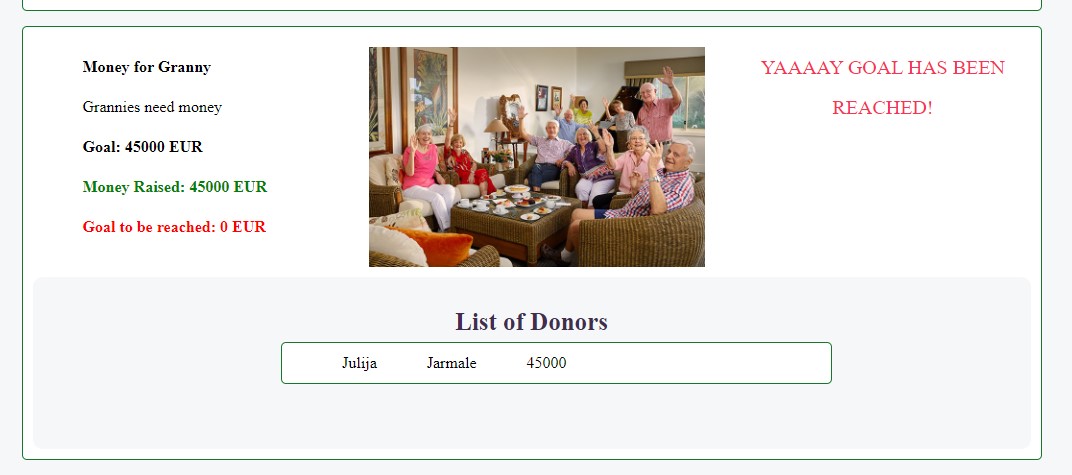 Money for Granny
Grannies need money
Goal: 45000 EUR
Money Raised: 45000 EUR
Goal to be reached: 0 EUR
YAAAAY GOAL HAS BEEN
REACHED!
List of Donors
Julija Jarmale 45000